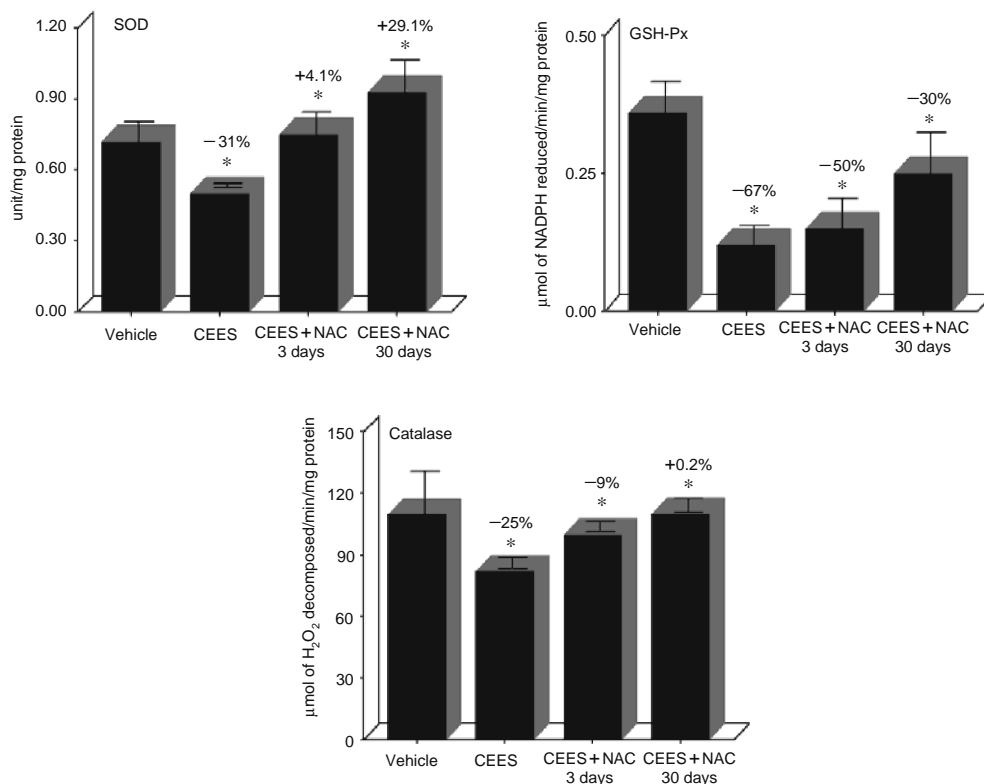 SOD
unit/mg protein
1.20
0.90
0.60
0.30
0.00
−31%
*
+4.1%
*
+29.1%
*
Vehicle
CEES
CEES+NAC
3 days
CEES+NAC
30 days
GSH-Px
μmol of NADPH reduced/min/mg protein
0.50
0.25
0.00
−67%
*
−50%
*
−30%
*
Vehicle
CEES
CEES+NAC
3 days
CEES+NAC
30 days
Catalase
μmol of H₂O₂ decomposed/min/mg protein
150
120
90
60
30
0
−25%
*
−9%
*
+0.2%
*
Vehicle
CEES
CEES+NAC
3 days
CEES+NAC
30 days